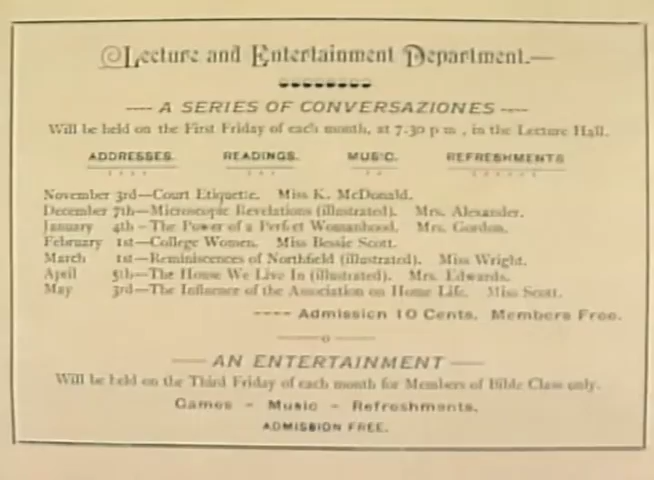 Lecture and Entertainment Department.—
---- A SERIES OF CONVERSAZIONES ----
Will be held on the First Friday of each month, at 7.30 p m , in the Lecture Hall.
ADDRESSES. READINGS. MUSIC. REFRESHMENTS
November 3rd—Court Etiquette. Miss K. McDonald.
December 7th—Microscopic Revelations (illustrated). Mrs. Alexander.
January 4th—The Power of a Perfect Womanhood. Mrs. Gordon.
February 1st—College Women. Miss Bessie Scott.
March 1st—Reminiscences of Northfield (illustrated). Miss Wright.
April 5th—The House We Live In (illustrated). Mrs. Edwards.
May 3rd—The Influence of the Association on Home Life. Miss Scott.
---- Admission 10 Cents. Members Free.
AN ENTERTAINMENT
Will be held on the Third Friday of each month for Members of Bible Class only.
Games - Music - Refreshments.
ADMISSION FREE.